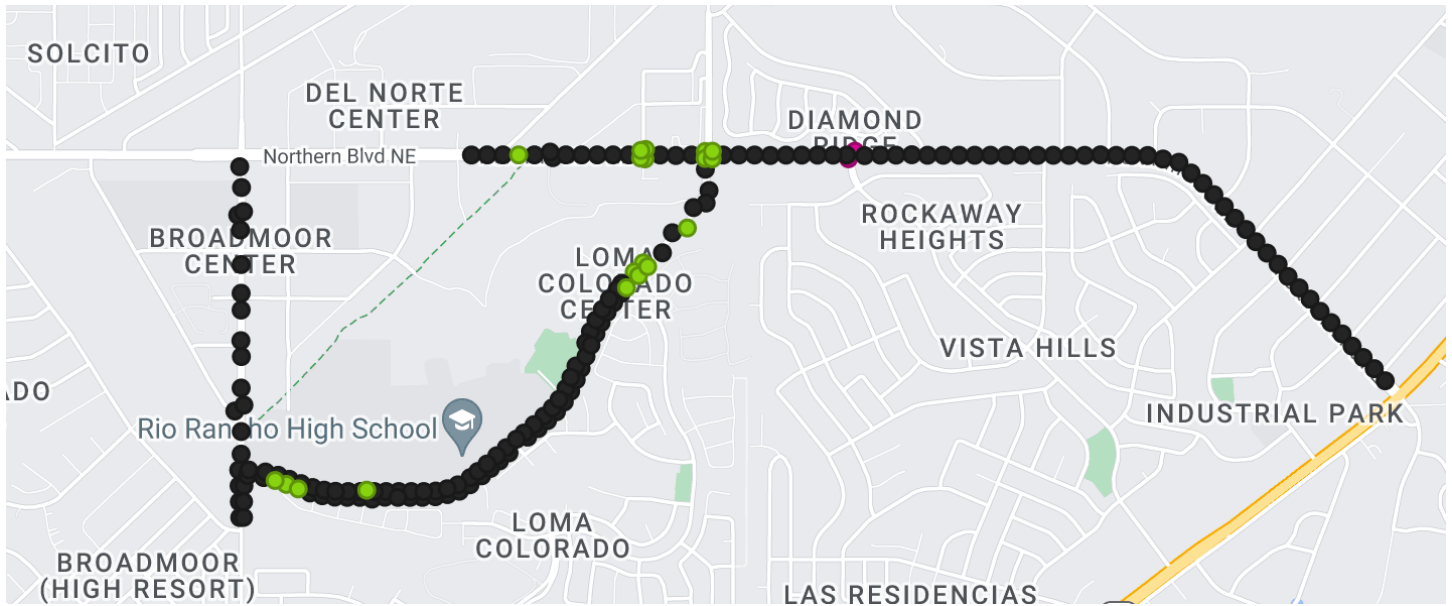 SOLCITO
DEL NORTE
CENTER
DIAMOND
RIDGE
Northern Blvd NE
ROCKAWAY
HEIGHTS
BROADMOOR
CENTER
LOMA
COLORADO
CENTER
VISTA HILLS
ADO
INDUSTRIAL PARK
Rio Rancho High School
LOMA
COLORADO
BROADMOOR
(HIGH RESORT)
LAS RESIDENCIAS